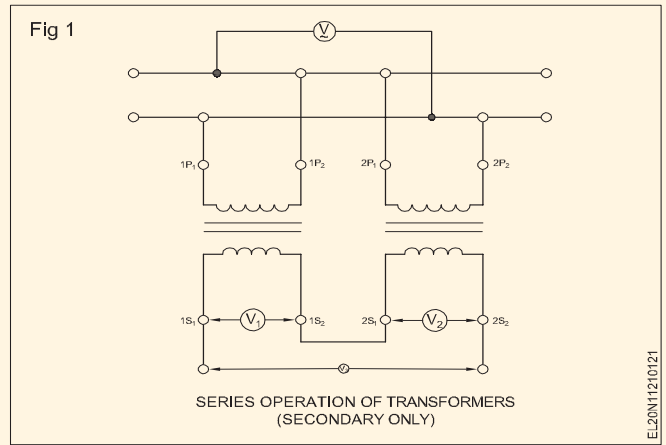 Fig 1
V
~
1P₁ 1P₂ 2P₁ 2P₂
1S₁ V₁ 1S₂ 2S₁ V₂ 2S₂
SERIES OPERATION OF TRANSFORMERS
(SECONDARY ONLY)
EL20N11210121